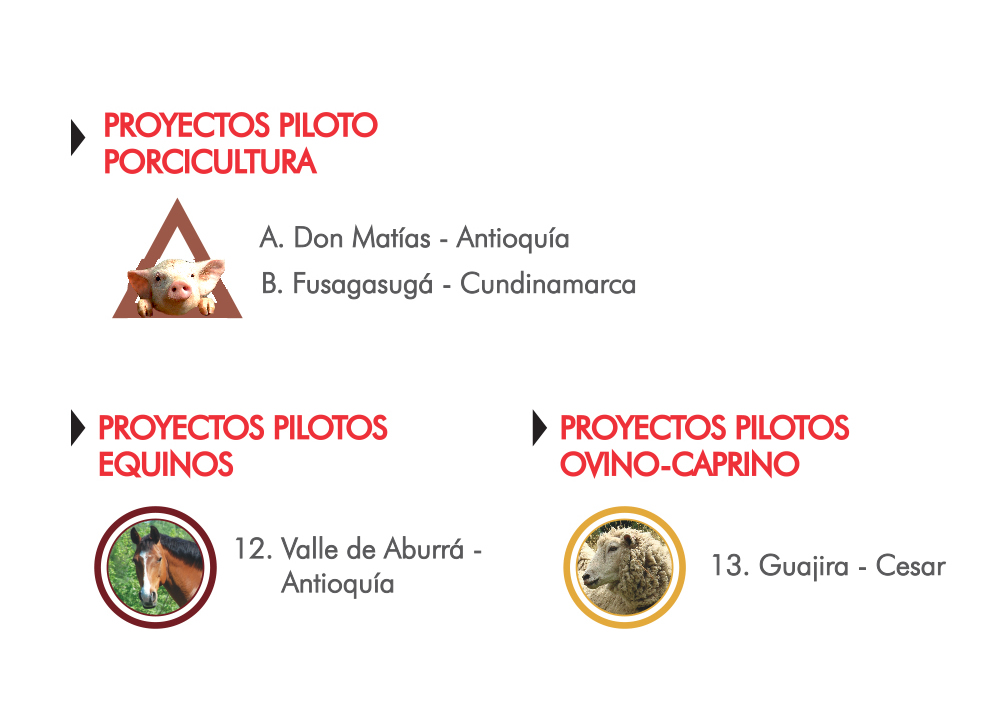 PROYECTOS PILOTO
PORCICULTURA
A. Don Matías - Antioquía
B. Fusagasugá - Cundinamarca
PROYECTOS PILOTOS
EQUINOS
12. Valle de Aburrá -
Antioquía
PROYECTOS PILOTOS
OVINO-CAPRINO
13. Guajira - Cesar